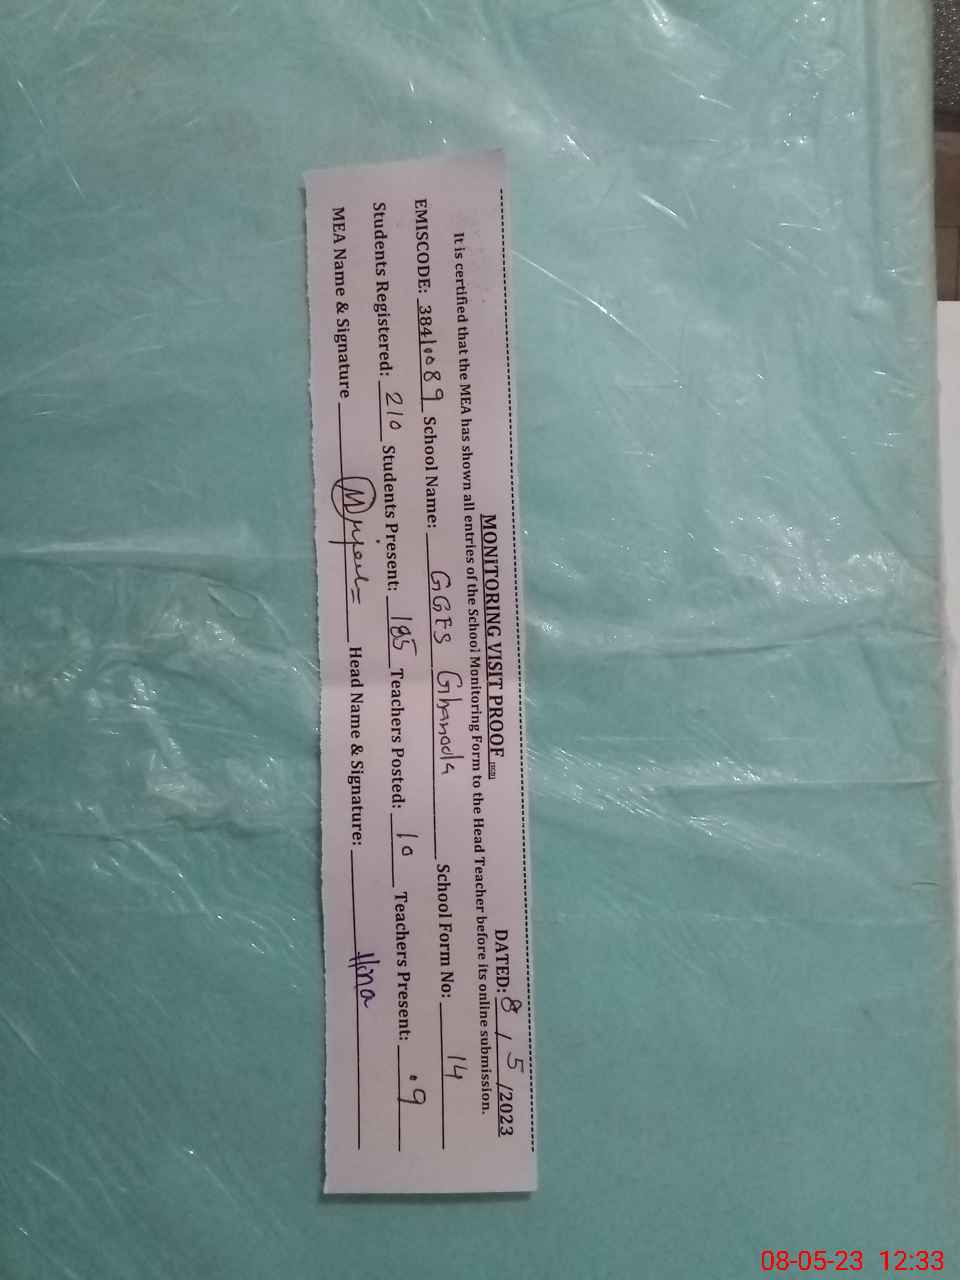 MONITORING VISIT PROOF
DATED: 8 / 5 /2023
It is certified that the MEA has shown all entries of the School Monitoring Form to the Head Teacher before its online submission.
EMISCODE: 38410089 School Name: GGES Ghanoola School Form No: 14
Students Registered: 210 Students Present: 185 Teachers Posted: 10 Teachers Present: .9
MEA Name & Signature Head Name & Signature: Hina
08-05-23 12:33